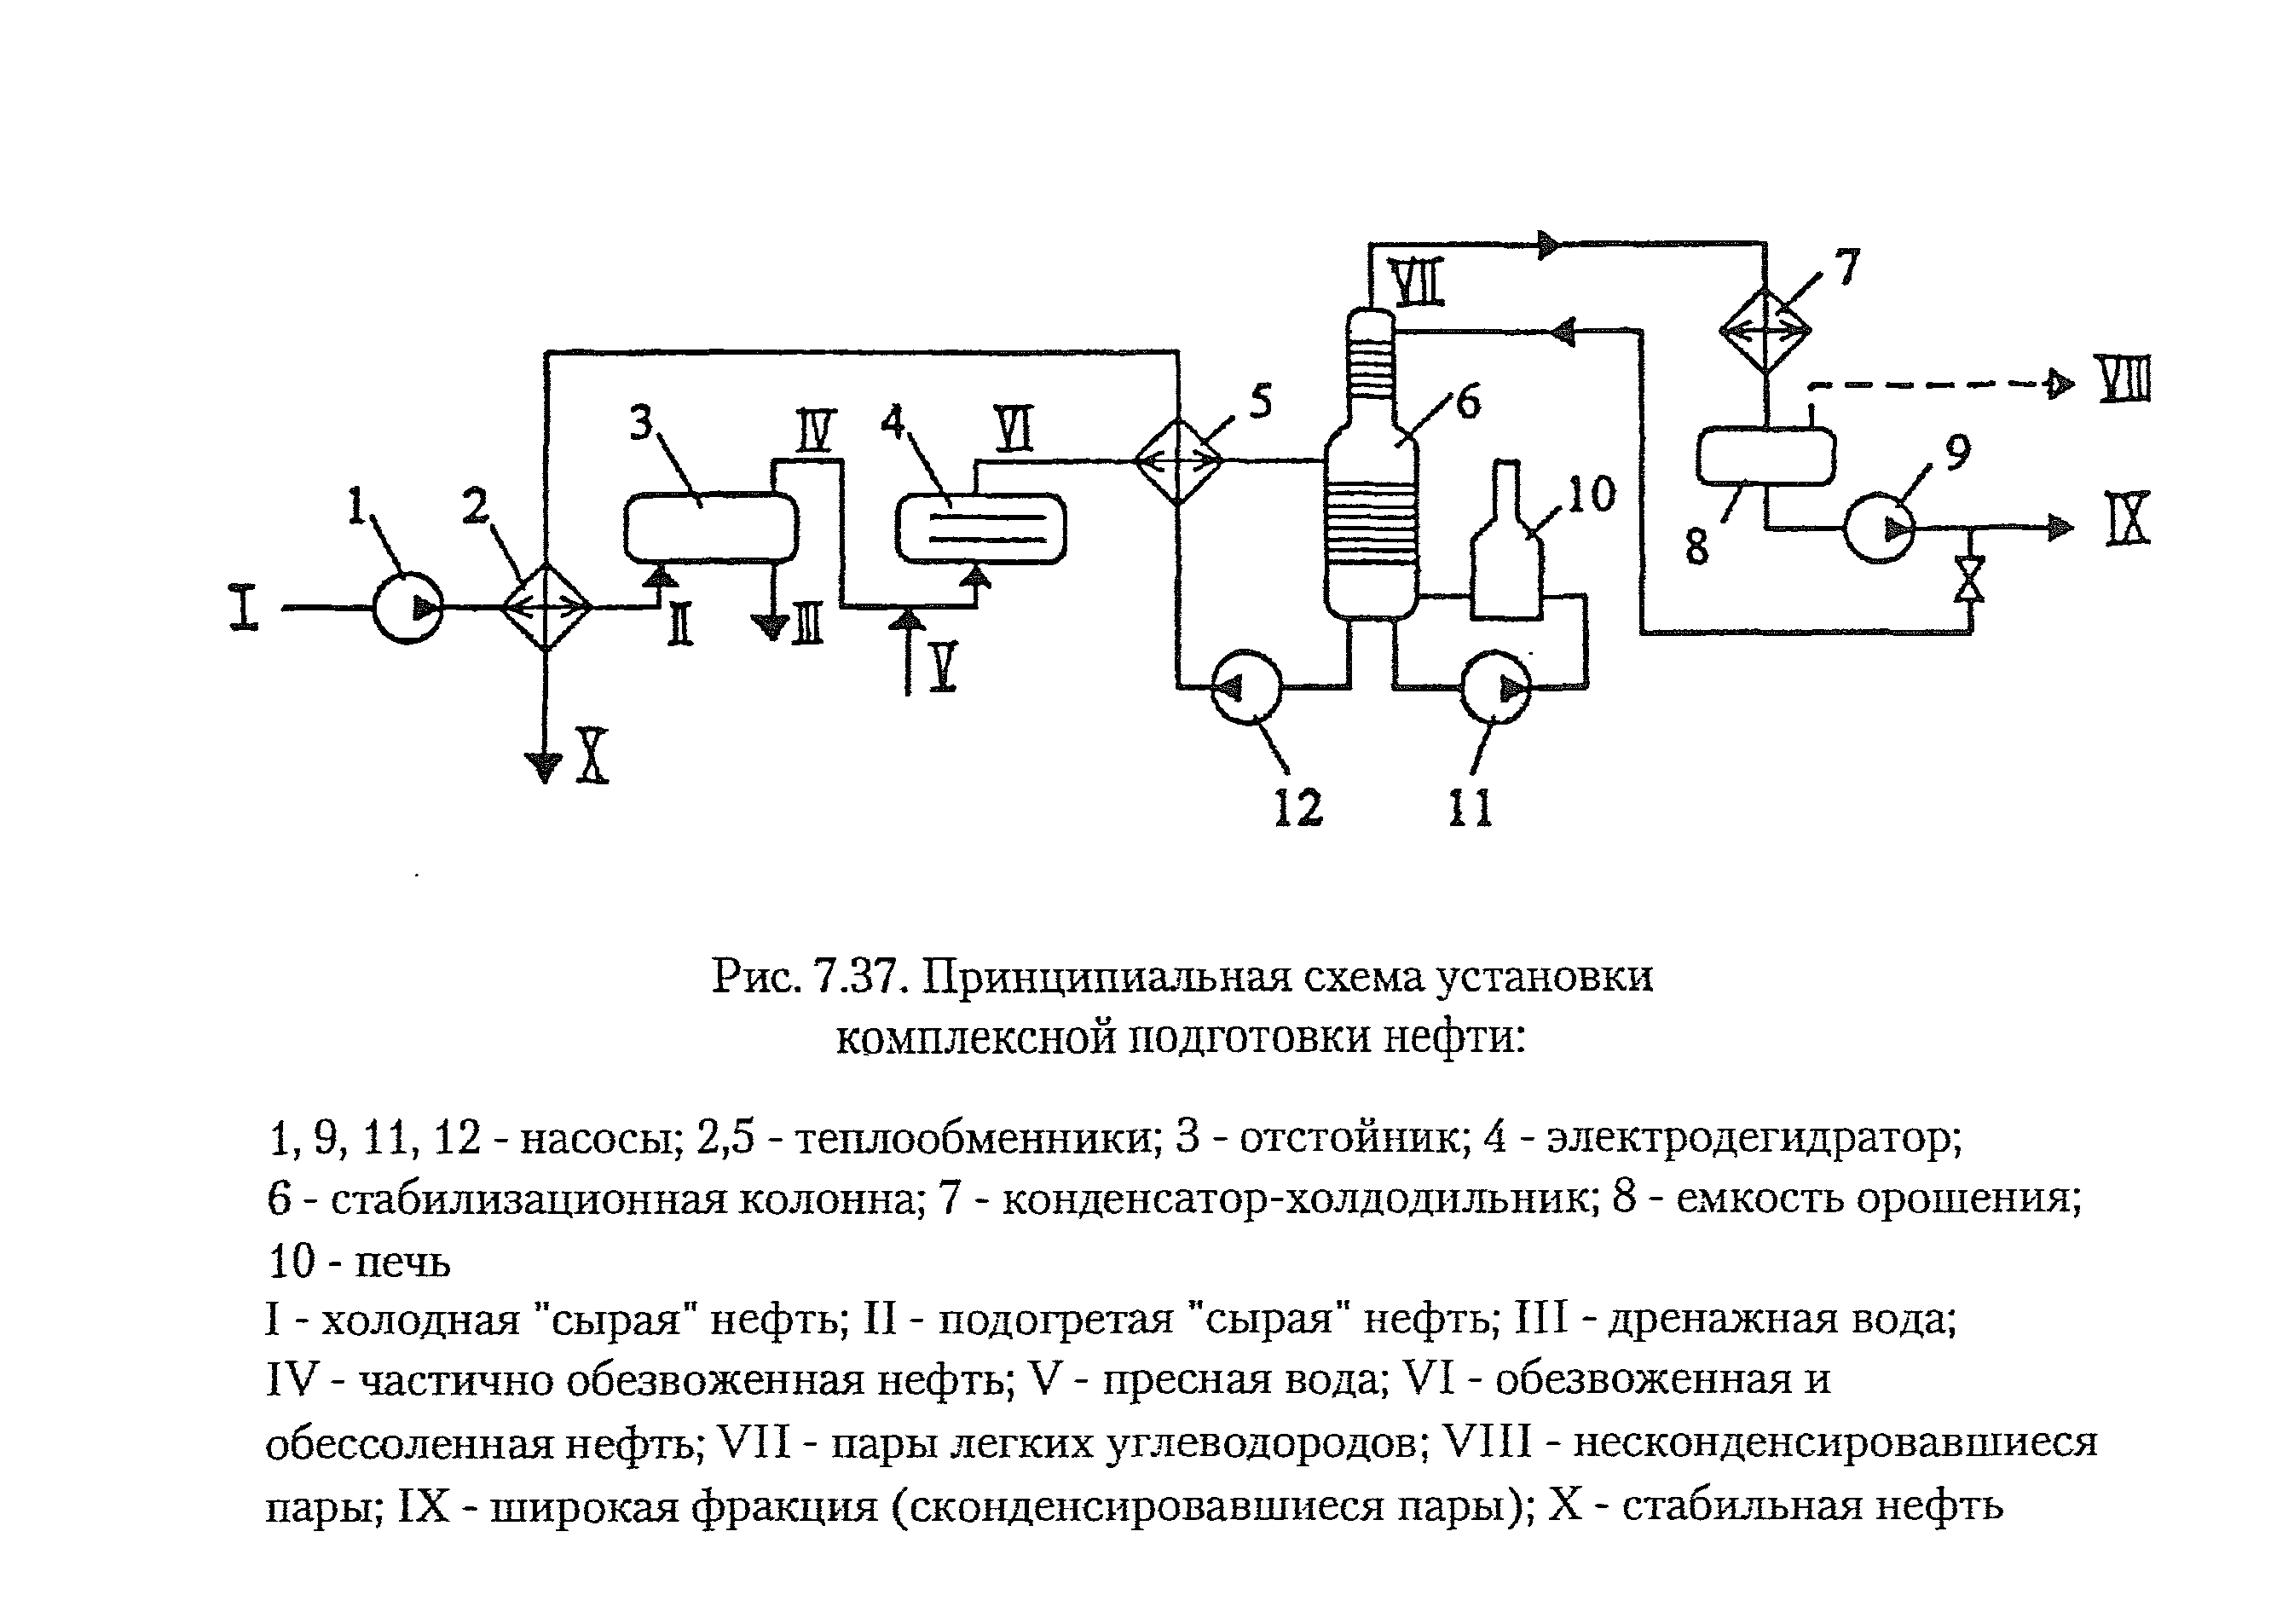 VII
7
VIII
3
IV
4
VI
5
6
9
1
2
10
8
IX
I
II
III
V
X
12
11
Рис. 7.37. Принципиальная схема установки
комплексной подготовки нефти:
1, 9, 11, 12 - насосы; 2,5 - теплообменники; 3 - отстойник; 4 - электродегидратор;
6 - стабилизационная колонна; 7 - конденсатор-холдодильник; 8 - емкость орошения;
10 - печь
I - холодная "сырая" нефть; II - подогретая "сырая" нефть; III - дренажная вода;
IV - частично обезвоженная нефть; V - пресная вода; VI - обезвоженная и
обессоленная нефть; VII - пары легких углеводородов; VIII - несконденсировавшиеся
пары; IX - широкая фракция (сконденсировавшиеся пары); X - стабильная нефть